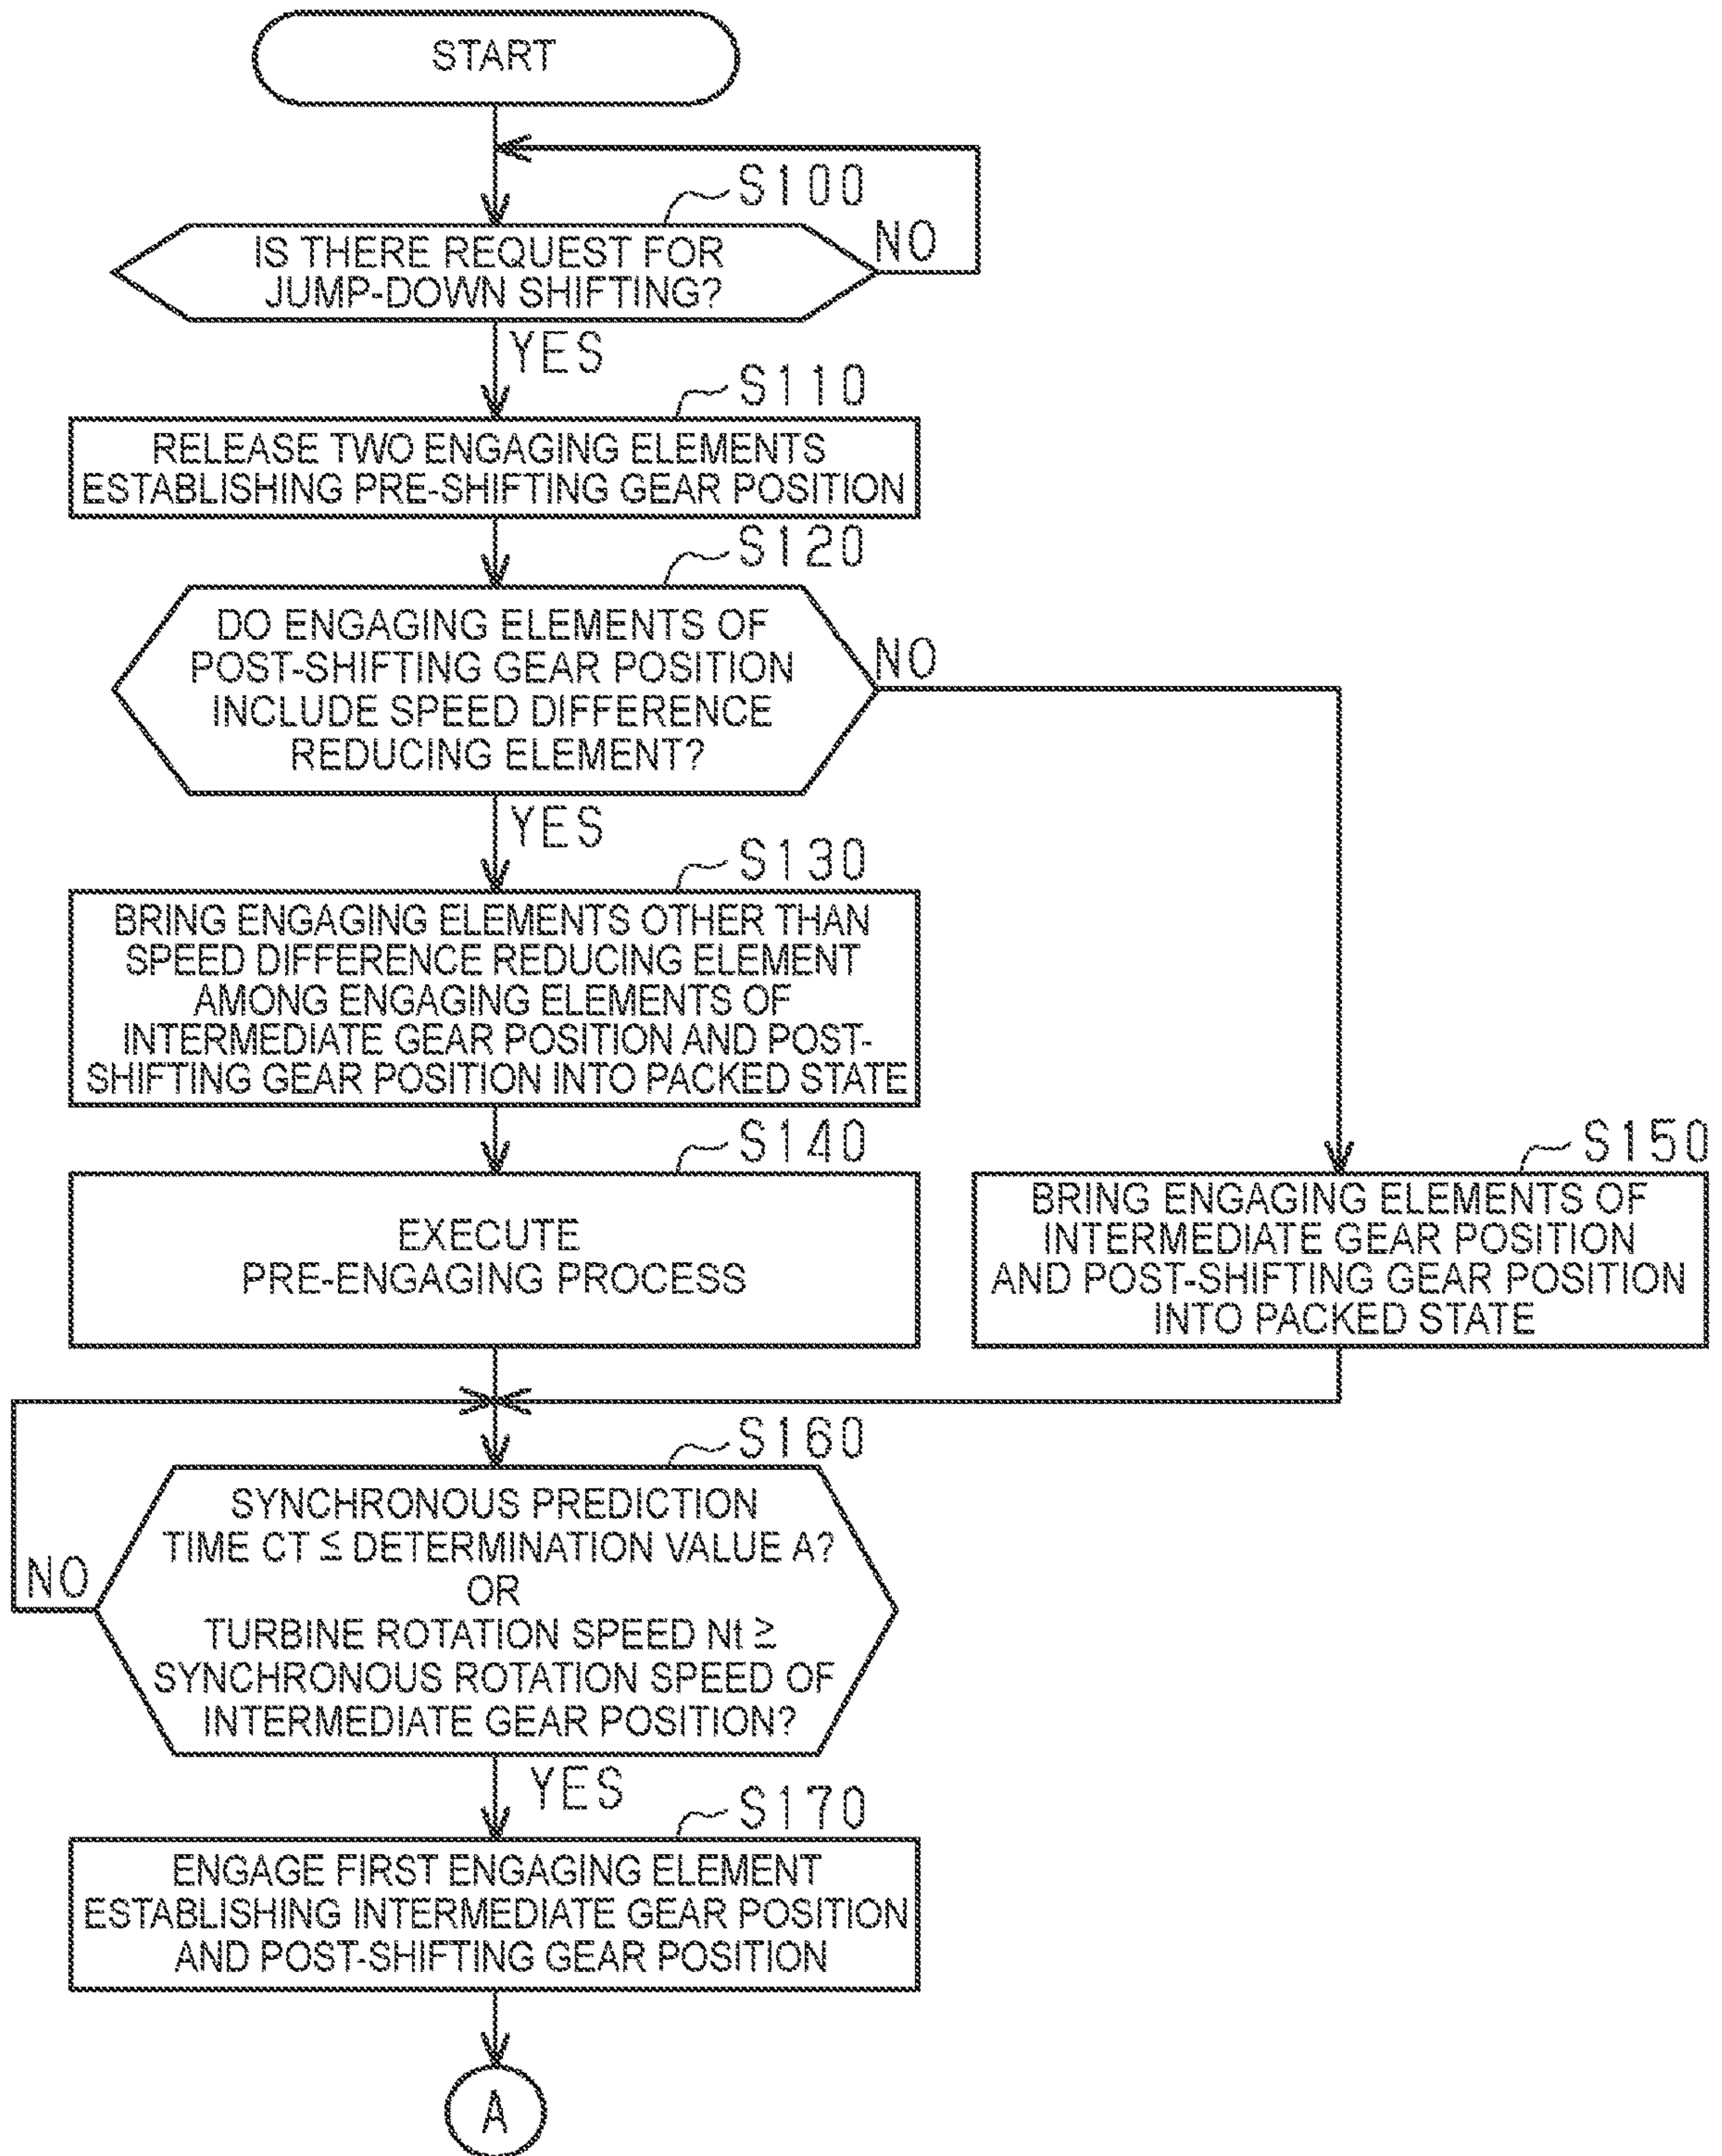 START
S100
IS THERE REQUEST FOR
JUMP-DOWN SHIFTING?
NO
YES
S110
RELEASE TWO ENGAGING ELEMENTS
ESTABLISHING PRE-SHIFTING GEAR POSITION
S120
DO ENGAGING ELEMENTS OF
POST-SHIFTING GEAR POSITION
INCLUDE SPEED DIFFERENCE
REDUCING ELEMENT?
NO
YES
S130
BRING ENGAGING ELEMENTS OTHER THAN
SPEED DIFFERENCE REDUCING ELEMENT
AMONG ENGAGING ELEMENTS OF
INTERMEDIATE GEAR POSITION AND POST-
SHIFTING GEAR POSITION INTO PACKED STATE
S140
EXECUTE
PRE-ENGAGING PROCESS
S150
BRING ENGAGING ELEMENTS OF
INTERMEDIATE GEAR POSITION
AND POST-SHIFTING GEAR POSITION
INTO PACKED STATE
S160
SYNCHRONOUS PREDICTION
TIME CT ≤ DETERMINATION VALUE A?
OR
TURBINE ROTATION SPEED Nt ≥
SYNCHRONOUS ROTATION SPEED OF
INTERMEDIATE GEAR POSITION?
NO
YES
S170
ENGAGE FIRST ENGAGING ELEMENT
ESTABLISHING INTERMEDIATE GEAR POSITION
AND POST-SHIFTING GEAR POSITION
A